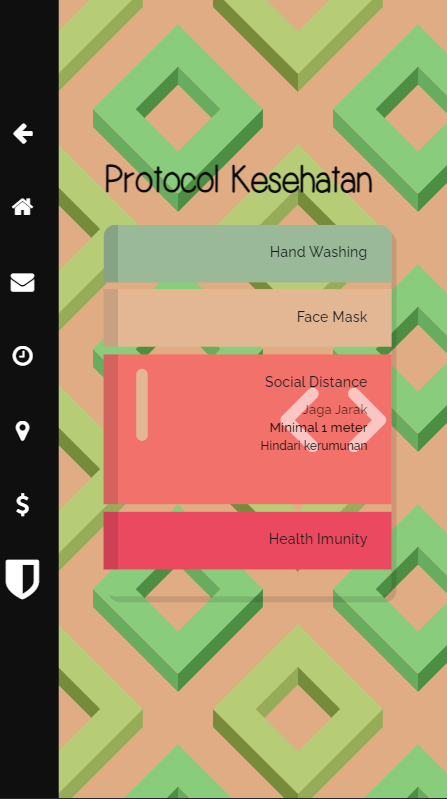 Protocol Kesehatan
Hand Washing
Face Mask
Social Distance
Jaga Jarak
Minimal 1 meter
Hindari kerumunan
Health Imunity